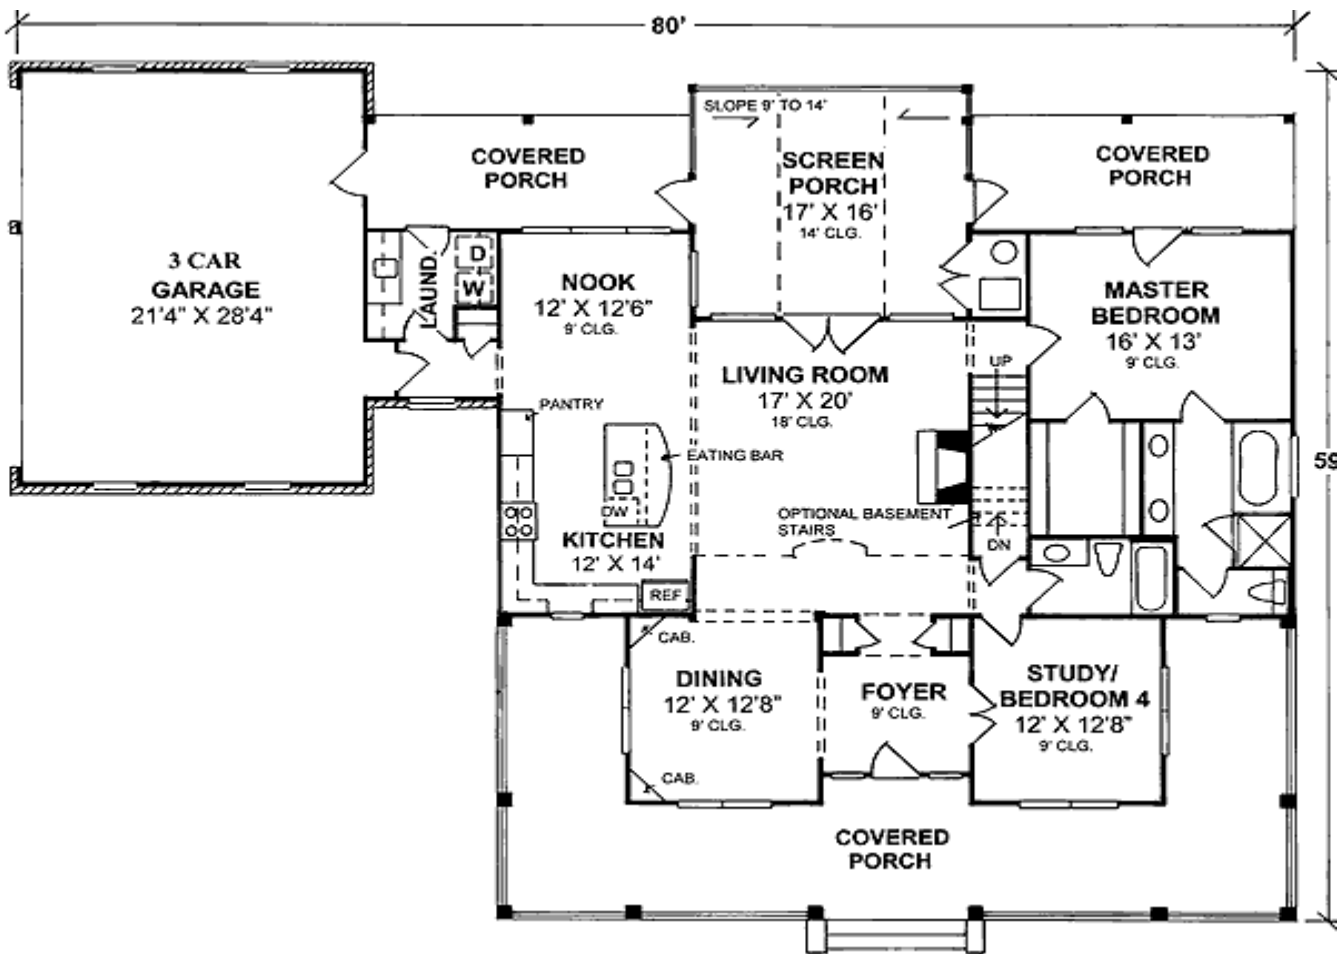 80'
SLOPE 9' TO 14'
COVERED
PORCH
SCREEN
PORCH
17' X 16'
14' CLG.
COVERED
PORCH
3 CAR
GARAGE
21'4" X 28'4"
LAUND.
D
W
NOOK
12' X 12'6"
9' CLG.
MASTER
BEDROOM
16' X 13'
9' CLG.
LIVING ROOM
17' X 20'
18' CLG.
UP
PANTRY
EATING BAR
59
DW
OPTIONAL BASEMENT
STAIRS
DN
KITCHEN
12' X 14'
REF
CAB.
DINING
12' X 12'8"
9' CLG.
CAB.
FOYER
9' CLG.
STUDY/
BEDROOM 4
12' X 12'8"
9' CLG.
COVERED
PORCH